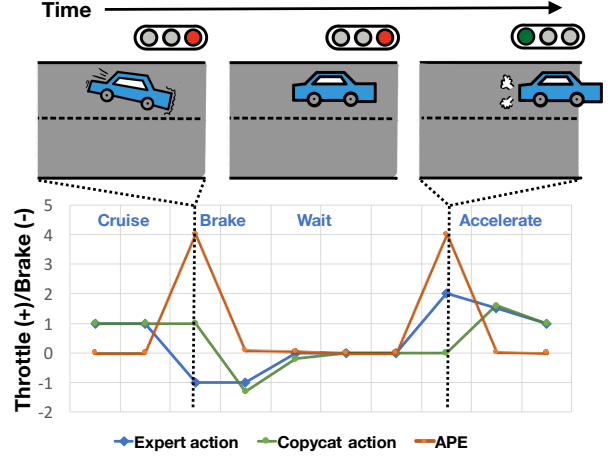 Time
Cruise Brake Wait Accelerate
Throttle (+)/Brake (-)
5
4
3
2
1
0
-1
-2
Expert action Copycat action APE